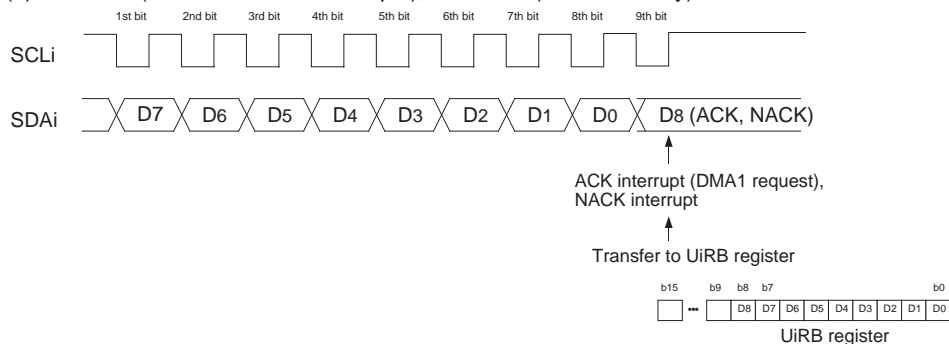 1st bit 2nd bit 3rd bit 4th bit 5th bit 6th bit 7th bit 8th bit 9th bit
SCLi
SDAi D7 D6 D5 D4 D3 D2 D1 D0 D8 (ACK, NACK)
ACK interrupt (DMA1 request),
NACK interrupt
Transfer to UiRB register
b15 b9 b8 b7 b0
••• D8 D7 D6 D5 D4 D3 D2 D1 D0
UiRB register